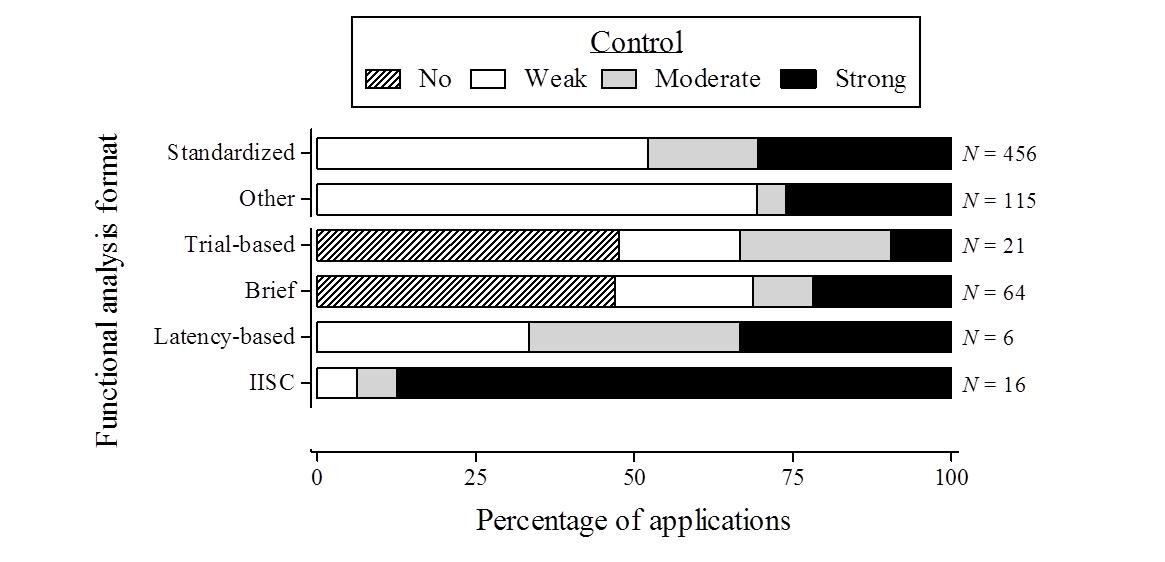 Control
No Weak Moderate Strong
Functional analysis format
Standardized N = 456
Other N = 115
Trial-based N = 21
Brief N = 64
Latency-based N = 6
IISC N = 16
0 25 50 75 100
Percentage of applications